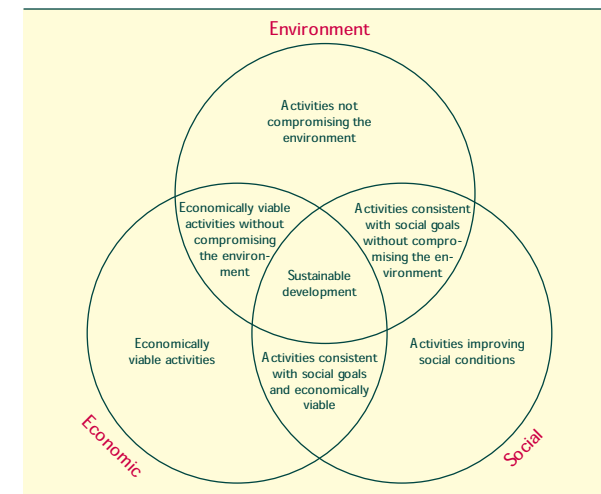 Environment
Activities not
compromising the
environment
Economically viable
activities without
compromising
the environ-
ment
Activities consistent
with social goals
without compro-
mising the en-
vironment
Sustainable
development
Economically
viable activities
Activities consistent
with social goals
and economically
viable
Activities improving
social conditions
Economic
Social